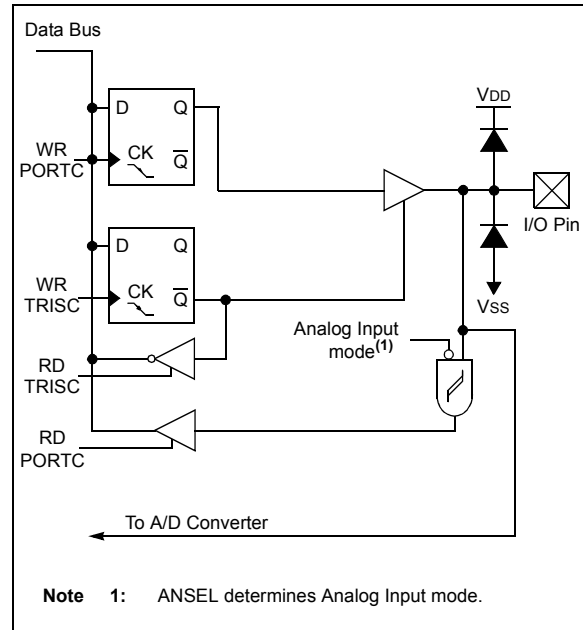 Data Bus
D Q
WR
PORTC
CK
Q
VDD
I/O Pin
D Q
WR
TRISC
CK
Q
VSS
Analog Input
mode(1)
RD
TRISC
RD
PORTC
To A/D Converter
Note 1: ANSEL determines Analog Input mode.